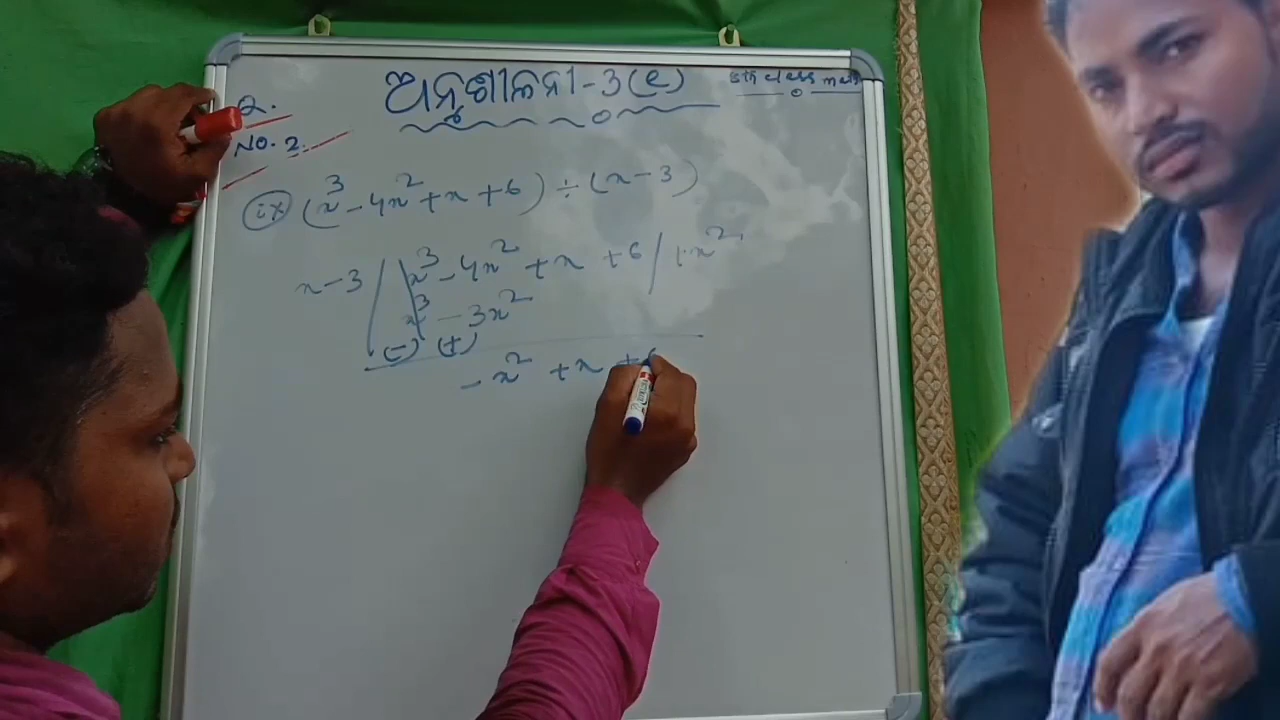 ଅନୁଶୀଳନୀ-3(e) 8th class math
Q.
No. 2.
ix (x³ - 4x² + x + 6) ÷ (x - 3)
x - 3 / x³ - 4x² + x + 6 / + x²
x³ - 3x²
(-) (+)
- x² + x +